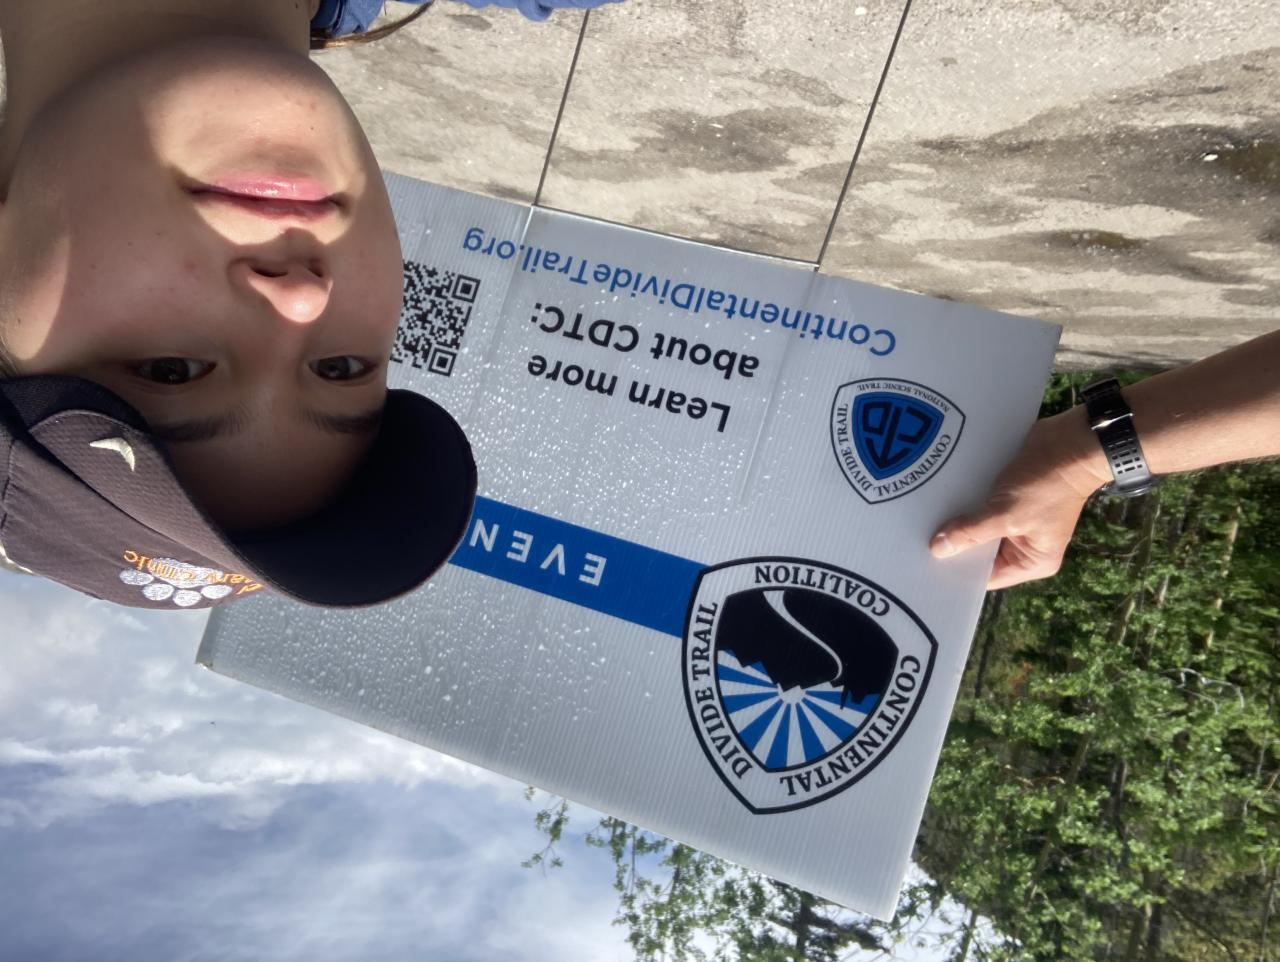 CONTINENTAL DIVIDE TRAIL
COALITION
EVEN
Learn more
about CDTC:
ContinentalDivideTrail.org
CONTINENTAL DIVIDE TRAIL
NATIONAL SCENIC TRAIL